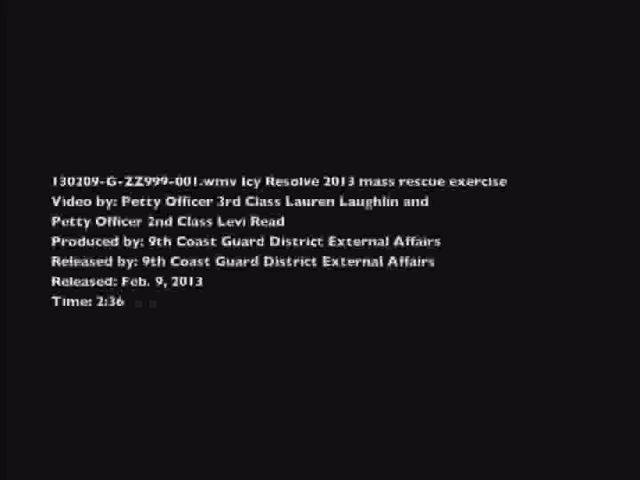 130209-G-ZZ999-001.wmv Icy Resolve 2013 mass rescue exercise
Video by: Petty Officer 3rd Class Lauren Laughlin and
Petty Officer 2nd Class Levi Read
Produced by: 9th Coast Guard District External Affairs
Released by: 9th Coast Guard District External Affairs
Released: Feb. 9, 2013
Time: 2:36